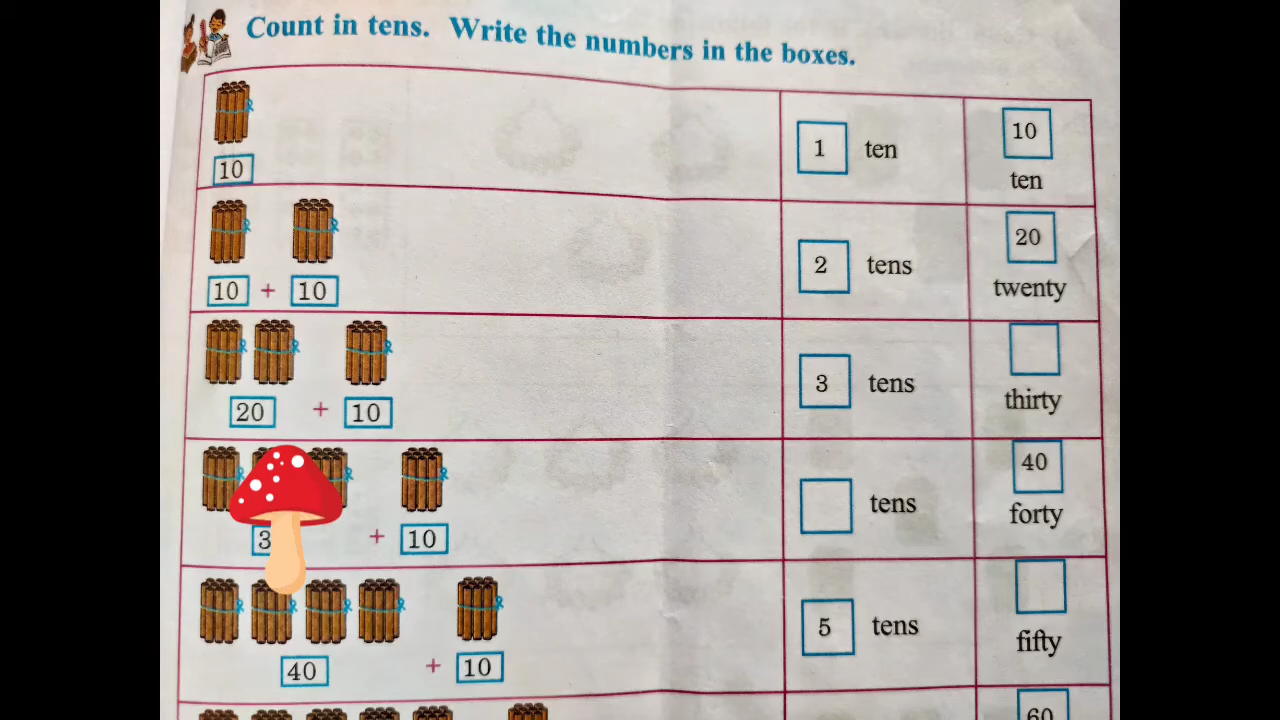 Count in tens. Write the numbers in the boxes.
10
1 ten
10
ten
10 + 10
2 tens
20
twenty
20 + 10
3 tens
thirty
+ 10
tens
40
forty
40 + 10
5 tens
fifty
60